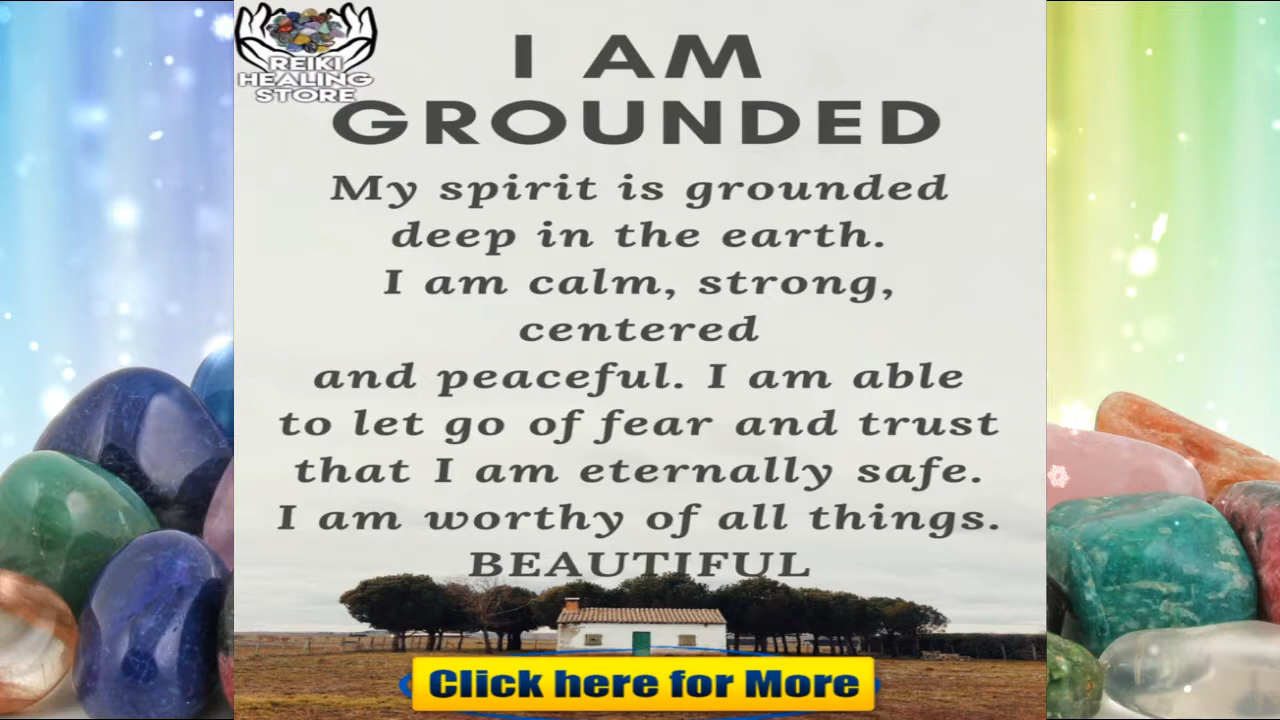 REIKI
HEALING
STORE
I AM
GROUNDED
My spirit is grounded
deep in the earth.
I am calm, strong,
centered
and peaceful. I am able
to let go of fear and trust
that I am eternally safe.
I am worthy of all things.
BEAUTIFUL
Click here for More